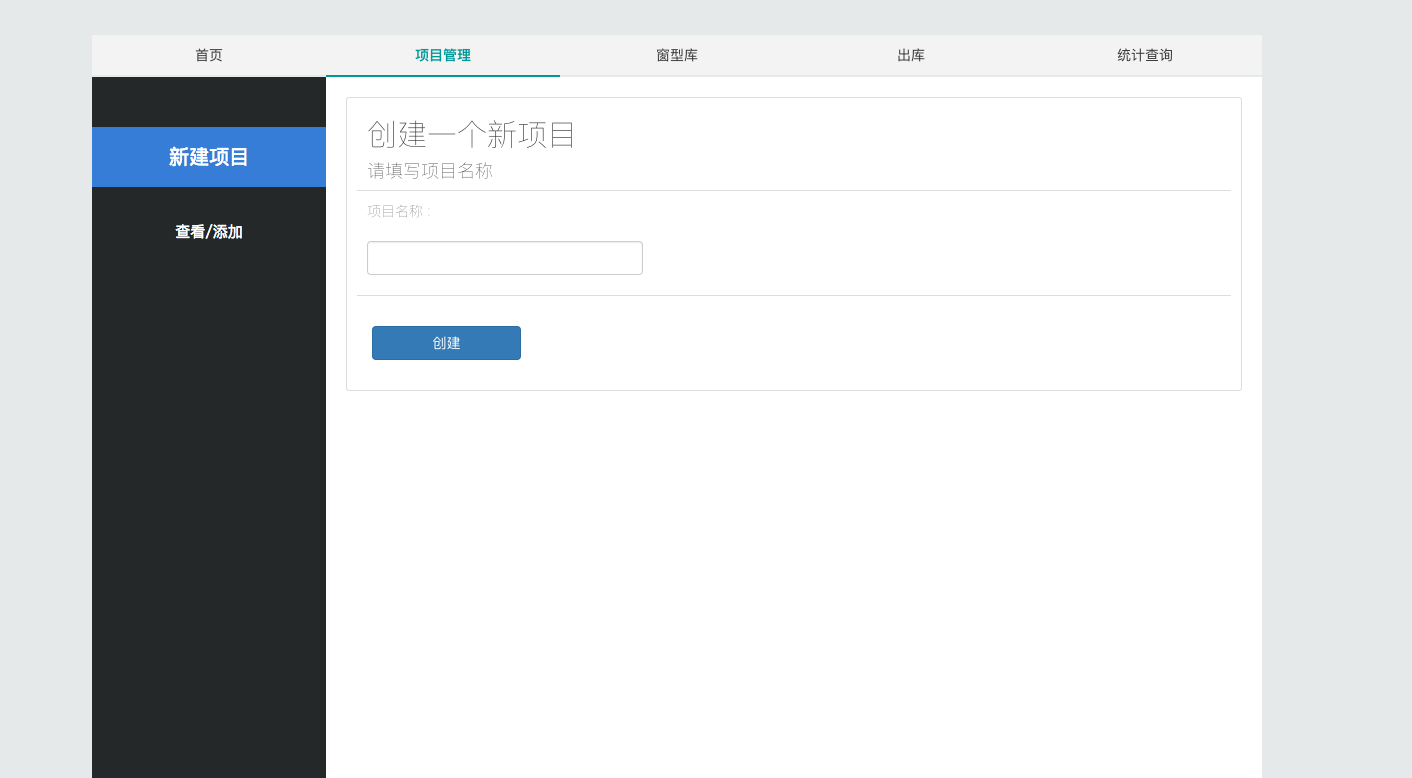 首页
项目管理
窗型库
出库
统计查询
新建项目
查看/添加
创建一个新项目
请填写项目名称
项目名称 :
创建